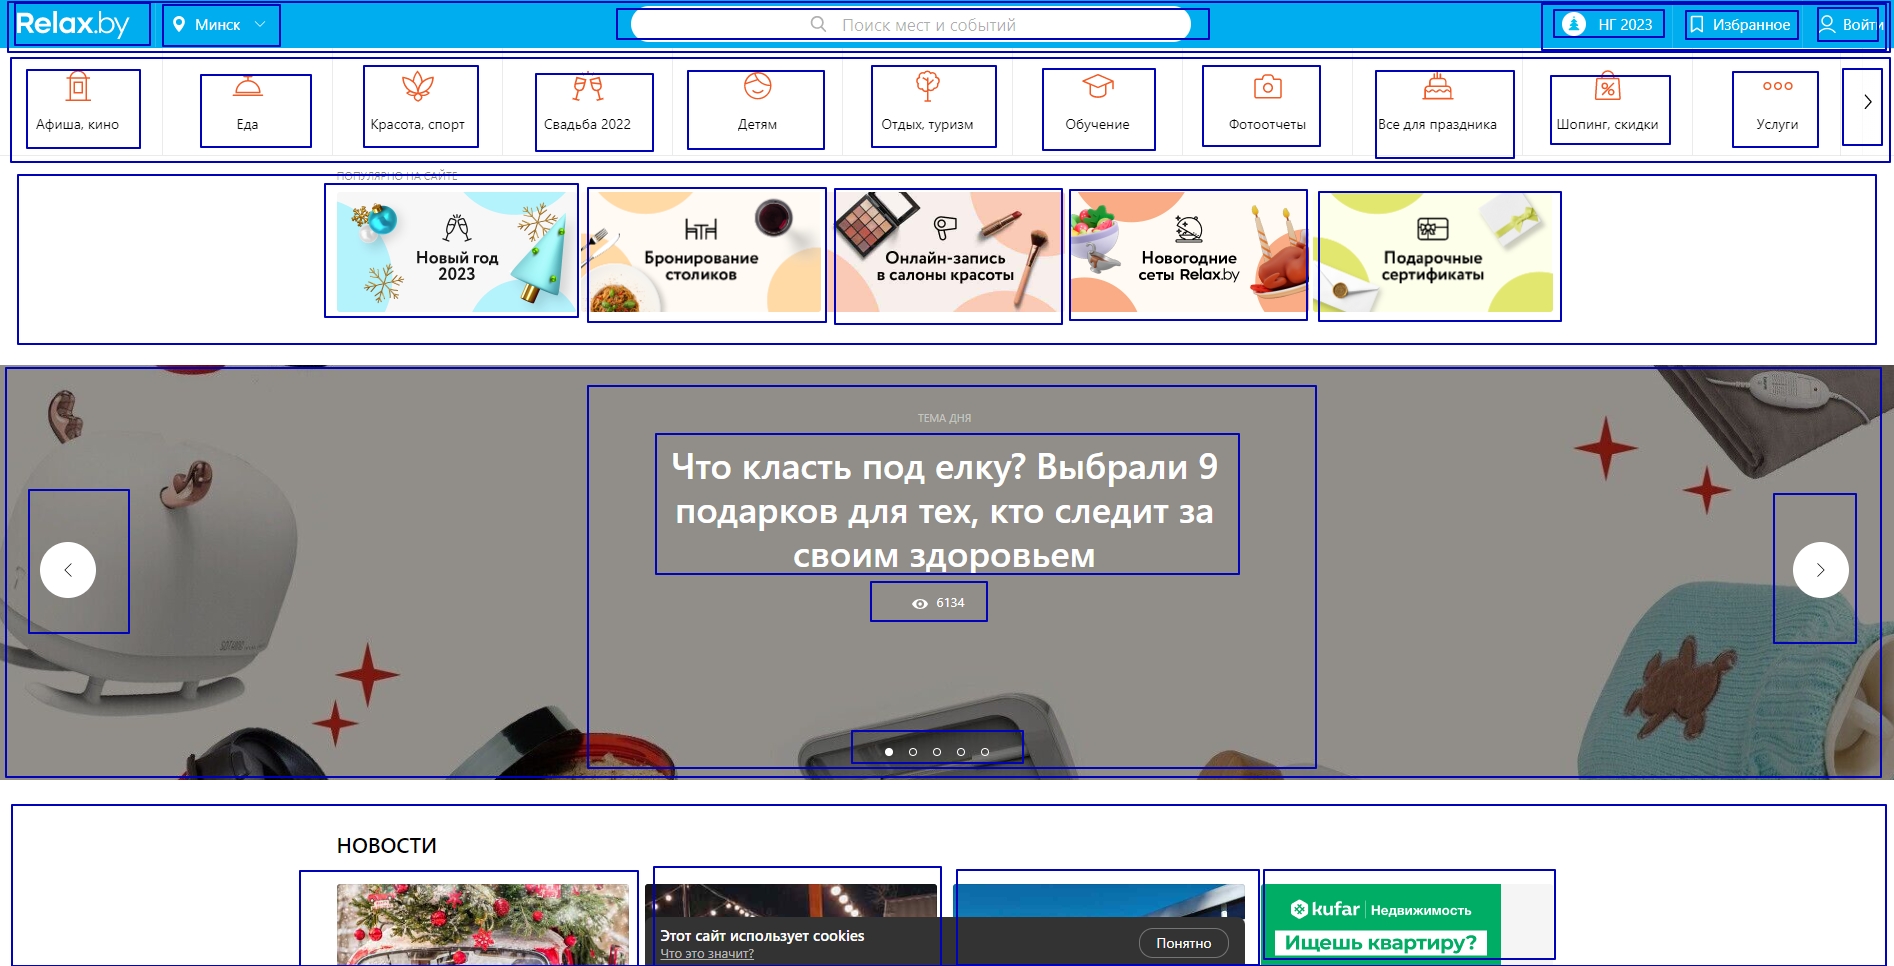 Relax.by
Минск
Поиск мест и событий
НГ 2023
Избранное
Войти
Афиша, кино
Еда
Красота, спорт
Свадьба 2022
Детям
Отдых, туризм
Обучение
Фотоотчеты
Все для праздника
Шопинг, скидки
Услуги
ПОПУЛЯРНО НА САЙТЕ
Новый год
2023
Бронирование
столиков
Онлайн-запись
в салоны красоты
Новогодние
сеты Relax.by
Подарочные
сертификаты
ТЕМА ДНЯ
Что класть под елку? Выбрали 9
подарков для тех, кто следит за
своим здоровьем
6134
НОВОСТИ
Этот сайт использует cookies
Что это значит?
Понятно
kufar Недвижимость
Ищешь квартиру?